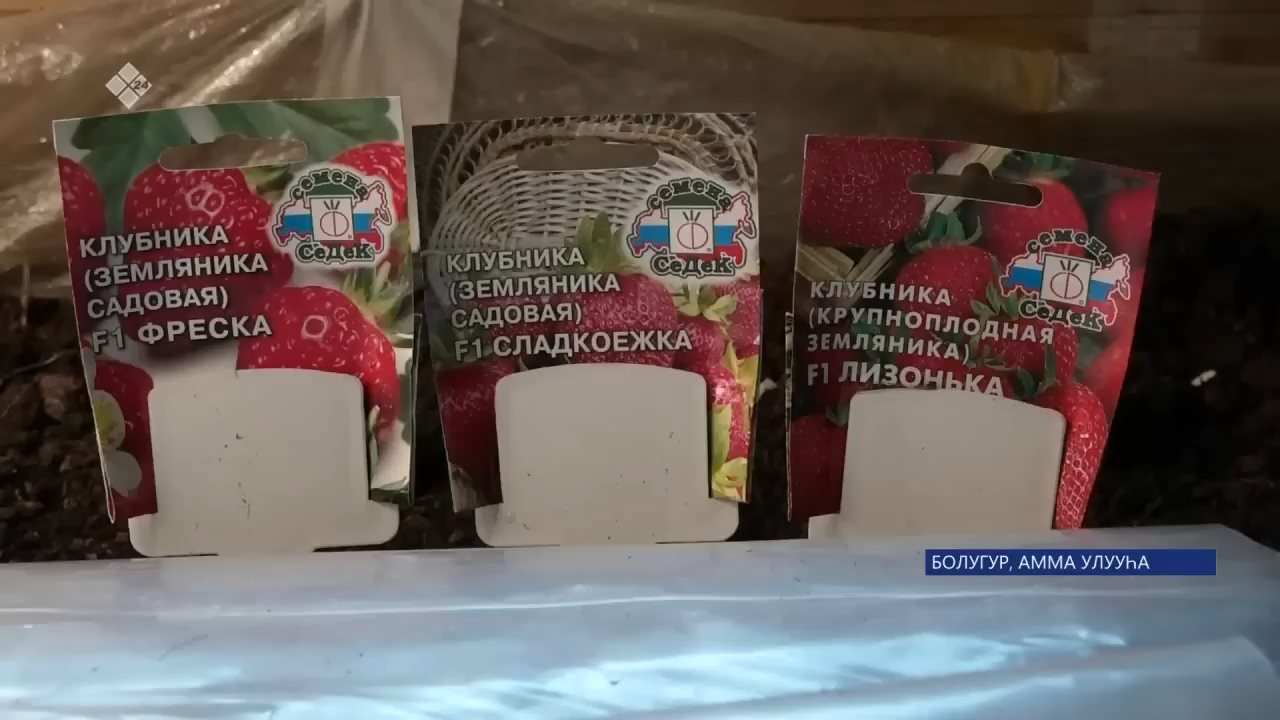 24
КЛУБНИКА
(ЗЕМЛЯНИКА
САДОВАЯ)
F1 ФРЕСКА
семена
СеДеК
КЛУБНИКА
(ЗЕМЛЯНИКА
САДОВАЯ)
F1 СЛАДКОЕЖКА
семена
СеДеК
КЛУБНИКА
(КРУПНОПЛОДНАЯ
ЗЕМЛЯНИКА)
F1 ЛИЗОНЬКА
семена
СеДеК
БОЛУГУР, АММА УЛУУҺА